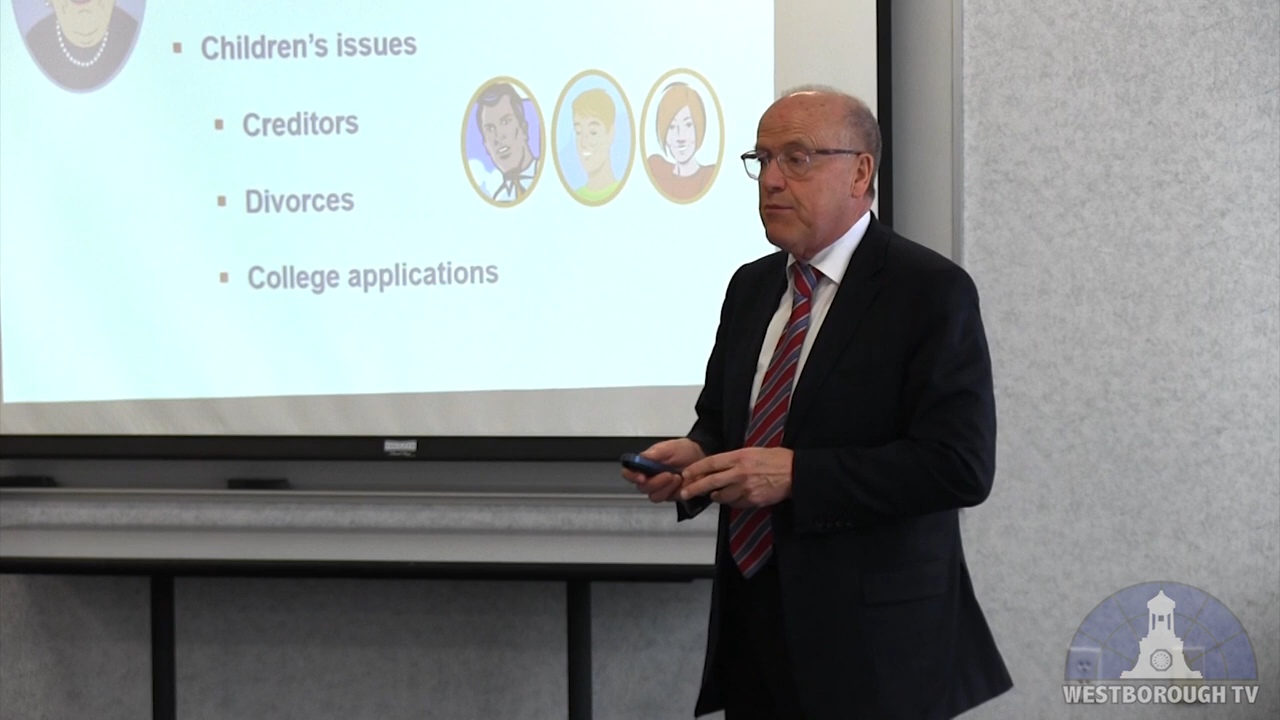 Children's issues
Creditors
Divorces
College applications
WESTBOROUGH TV